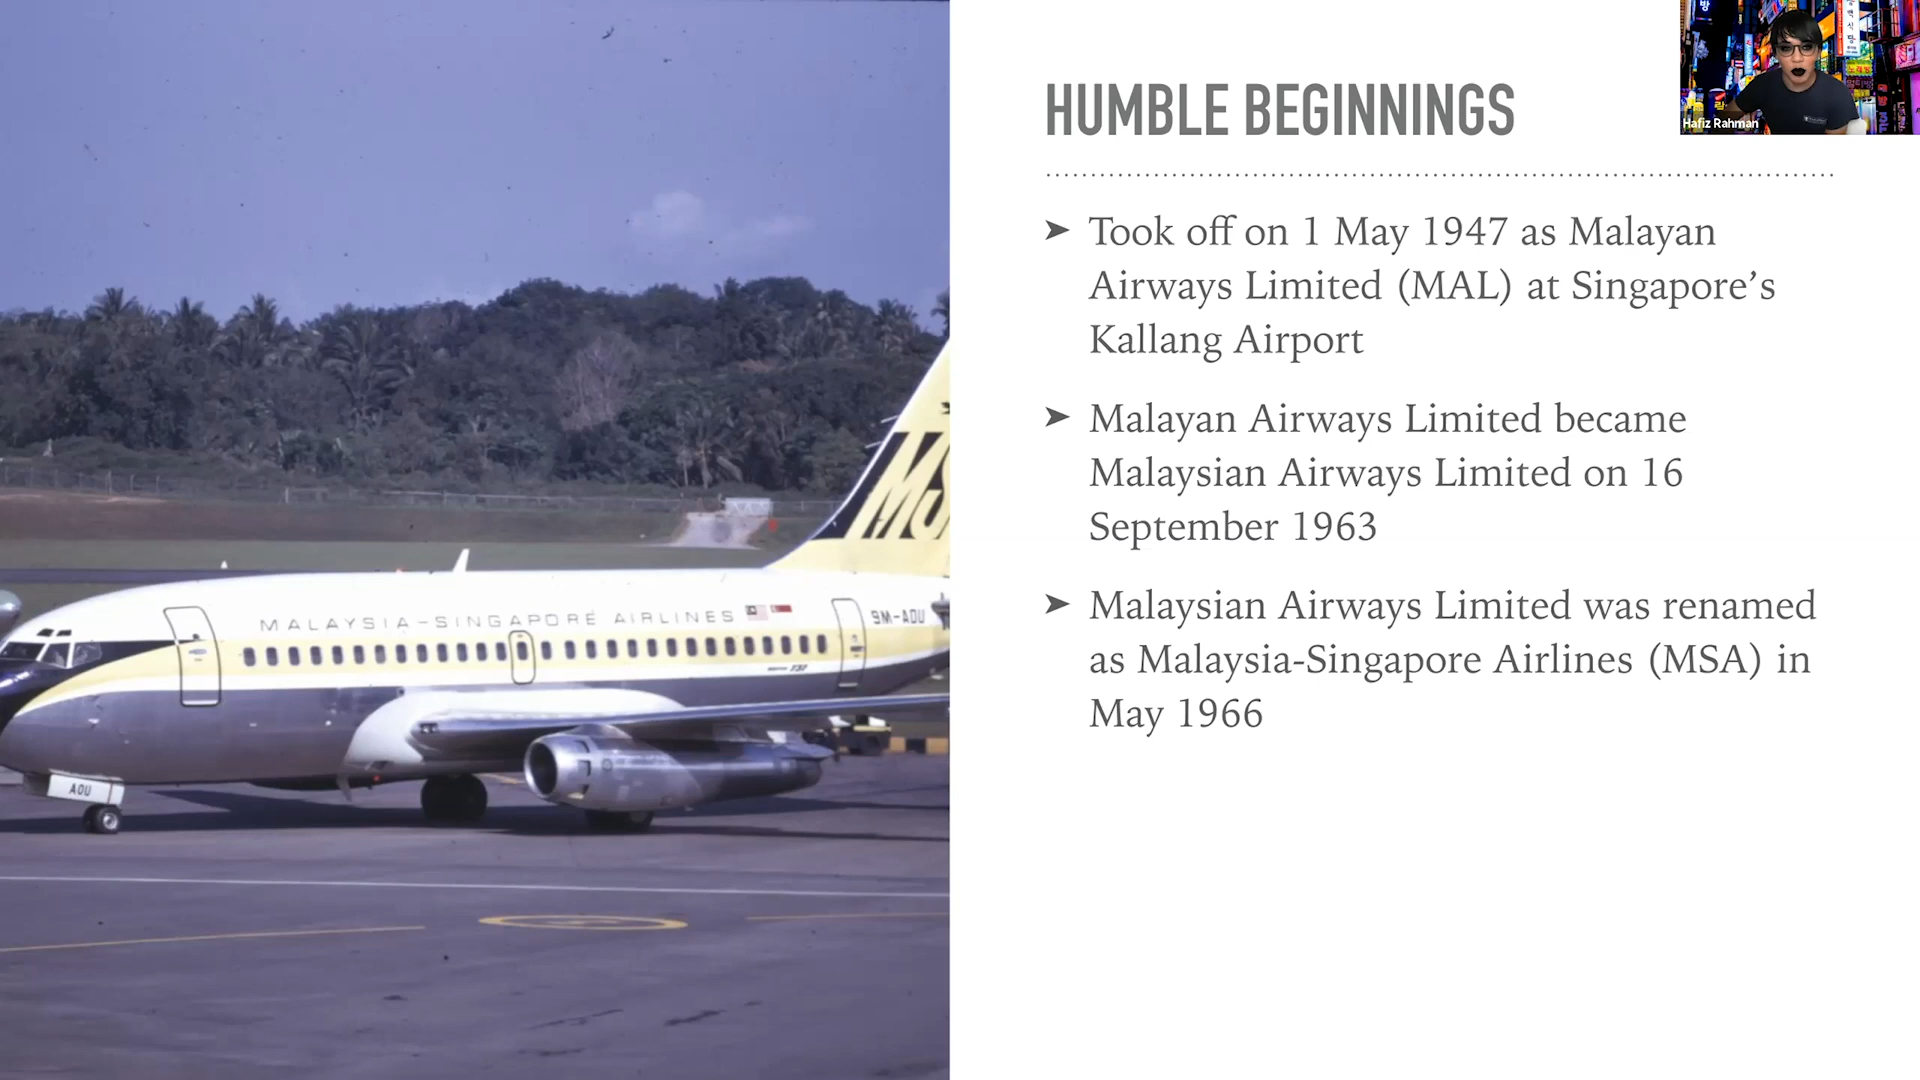 HUMBLE BEGINNINGS
Hafiz Rahman
➤ Took off on 1 May 1947 as Malayan
Airways Limited (MAL) at Singapore’s
Kallang Airport
➤ Malayan Airways Limited became
Malaysian Airways Limited on 16
September 1963
➤ Malaysian Airways Limited was renamed
as Malaysia-Singapore Airlines (MSA) in
May 1966
MALAYSIA-SINGAPORE AIRLINES
9M-AOU
737
AOU